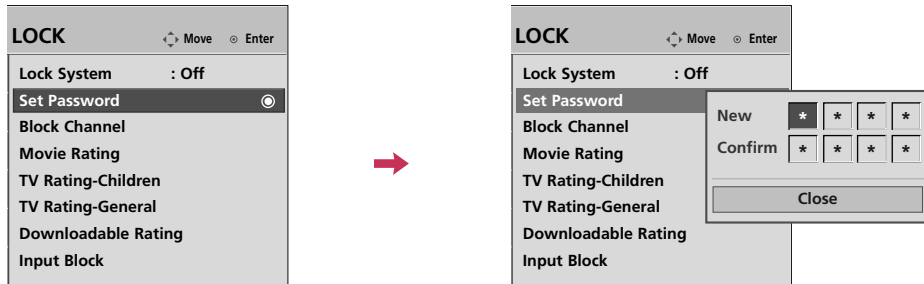 LOCK Move Enter
Lock System : Off
Set Password
Block Channel
Movie Rating
TV Rating-Children
TV Rating-General
Downloadable Rating
Input Block
LOCK Move Enter
Lock System : Off
Set Password
Block Channel
Movie Rating
TV Rating-Children
TV Rating-General
Downloadable Rating
Input Block
New * * * *
Confirm * * * *
Close